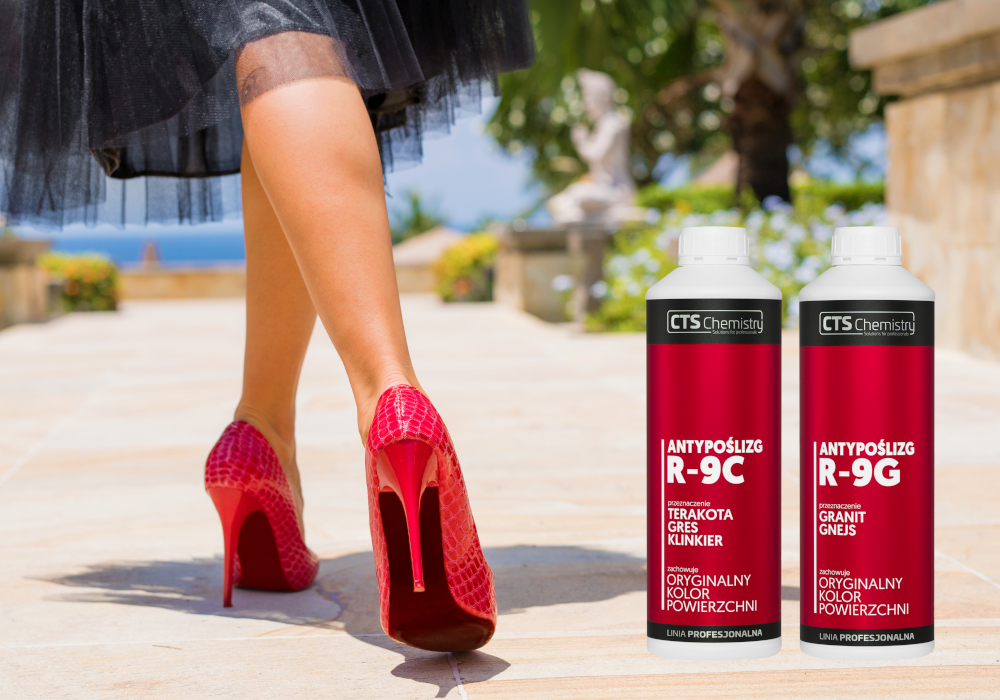 CTS Chemistry
Solutions for professionals
ANTYPOŚLIZG
R-9C
przeznaczenie
TERAKOTA
GRES
KLINKIER
zachowuje
ORYGINALNY
KOLOR
POWIERZCHNI
LINIA PROFESJONALNA
CTS Chemistry
Solutions for professionals
ANTYPOŚLIZG
R-9G
przeznaczenie
GRANIT
GNEJS
zachowuje
ORYGINALNY
KOLOR
POWIERZCHNI
LINIA PROFESJONALNA